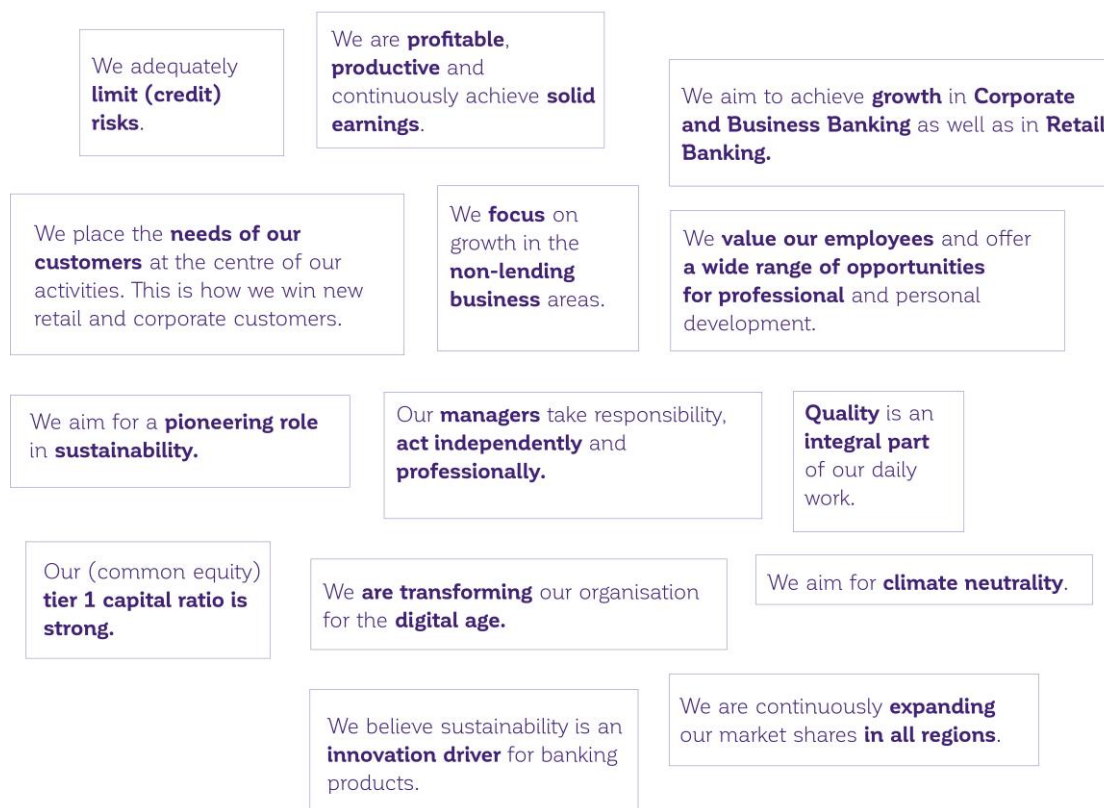 We adequately
limit (credit)
risks.
We are profitable,
productive and
continuously achieve solid
earnings.
We aim to achieve growth in Corporate
and Business Banking as well as in Retail
Banking.
We place the needs of our
customers at the centre of our
activities. This is how we win new
retail and corporate customers.
We focus on
growth in the
non-lending
business areas.
We value our employees and offer
a wide range of opportunities
for professional and personal
development.
We aim for a pioneering role
in sustainability.
Our managers take responsibility,
act independently and
professionally.
Quality is an
integral part
of our daily
work.
Our (common equity)
tier 1 capital ratio is
strong.
We are transforming our organisation
for the digital age.
We aim for climate neutrality.
We believe sustainability is an
innovation driver for banking
products.
We are continuously expanding
our market shares in all regions.